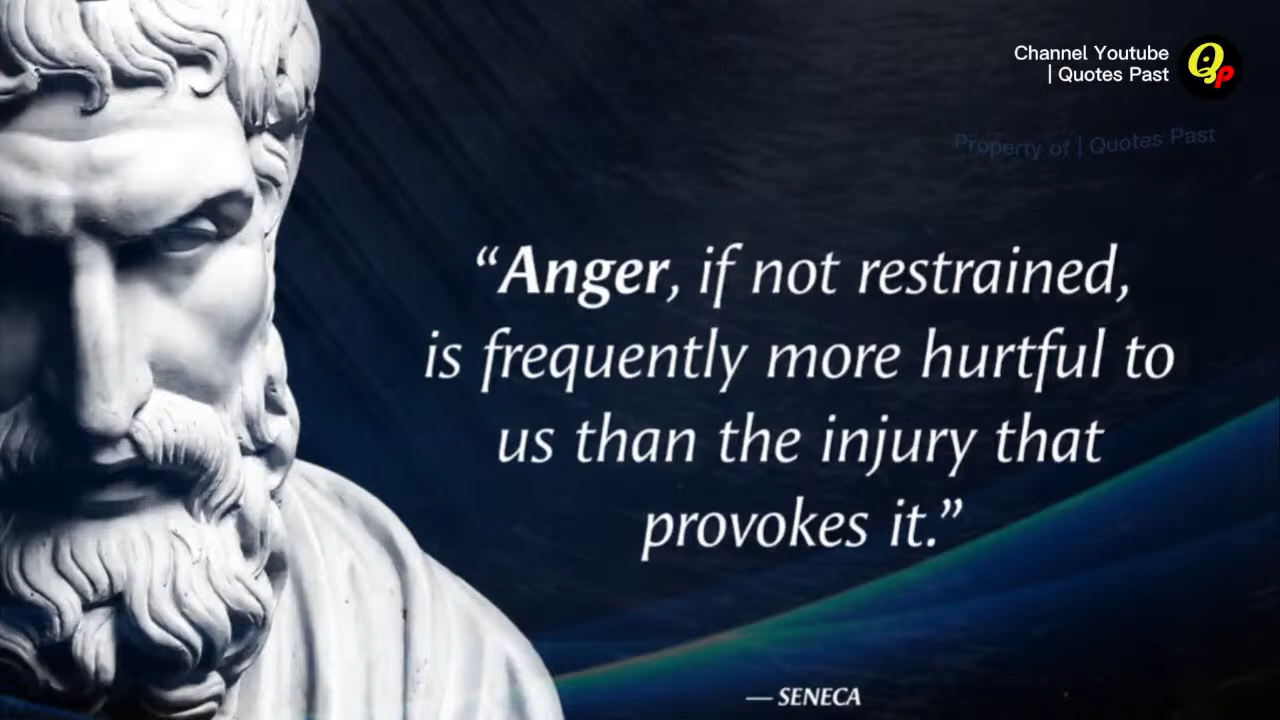 Channel Youtube
| Quotes Past
Qp
Property of | Quotes Past
“Anger, if not restrained,
is frequently more hurtful to
us than the injury that
provokes it.”
— SENECA